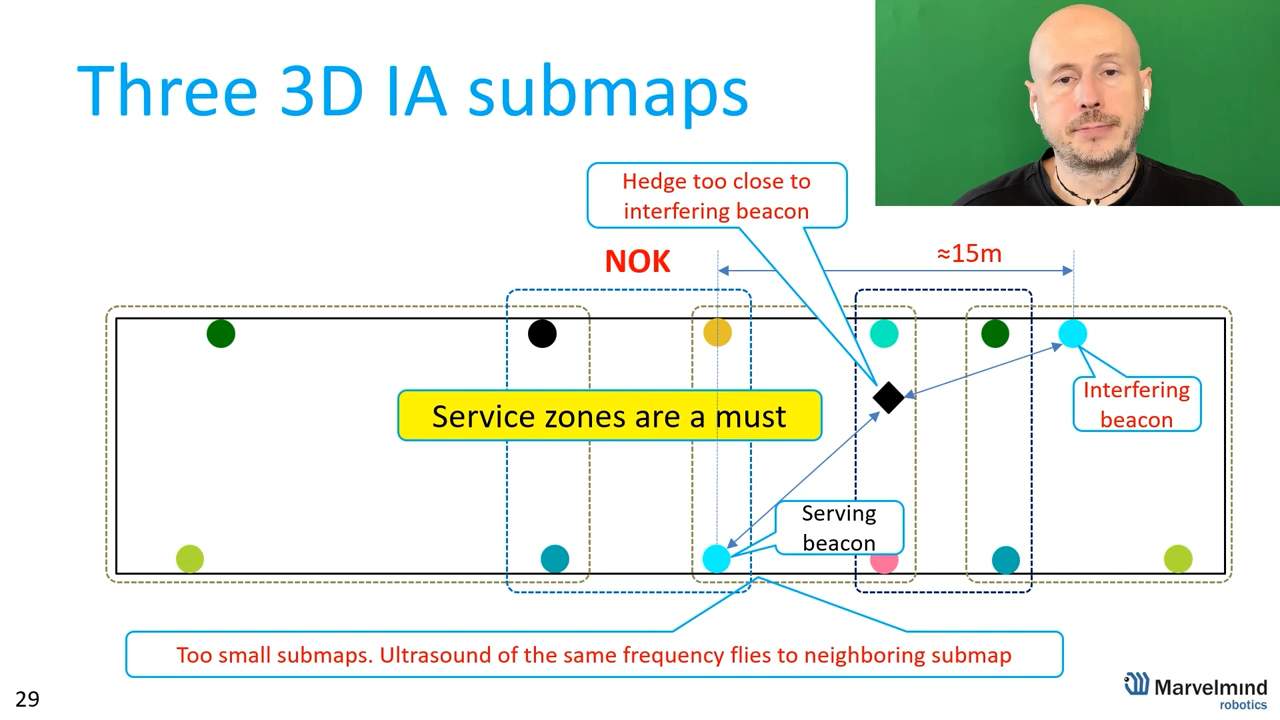 Three 3D IA submaps
Hedge too close to
interfering beacon
NOK
≈15m
Service zones are a must
Interfering
beacon
Serving
beacon
Too small submaps. Ultrasound of the same frequency flies to neighboring submap
29
Marvelmind
robotics